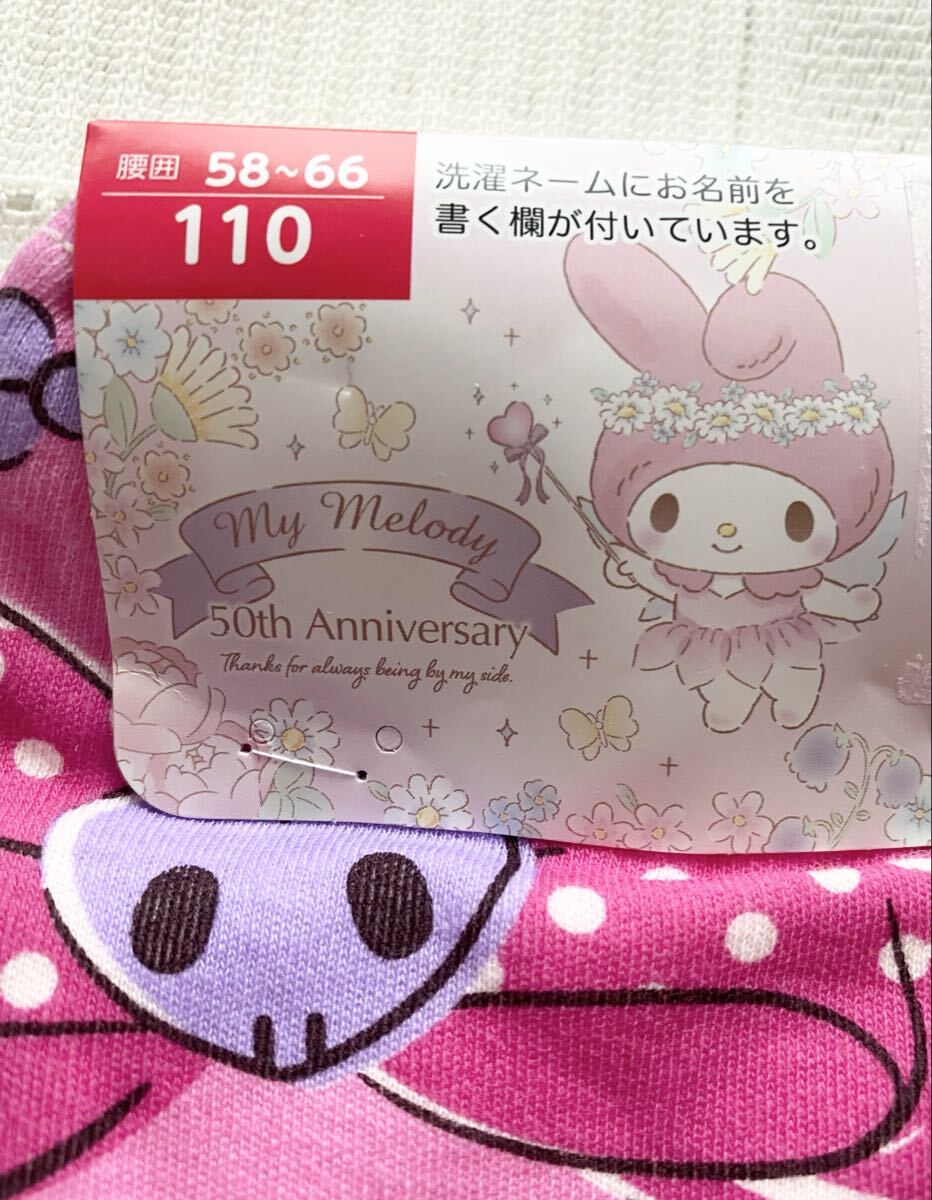 腰囲 58~66
110
洗濯ネームにお名前を
書く欄が付いています。
My Melody
50th Anniversary
Thanks for always being by my side.